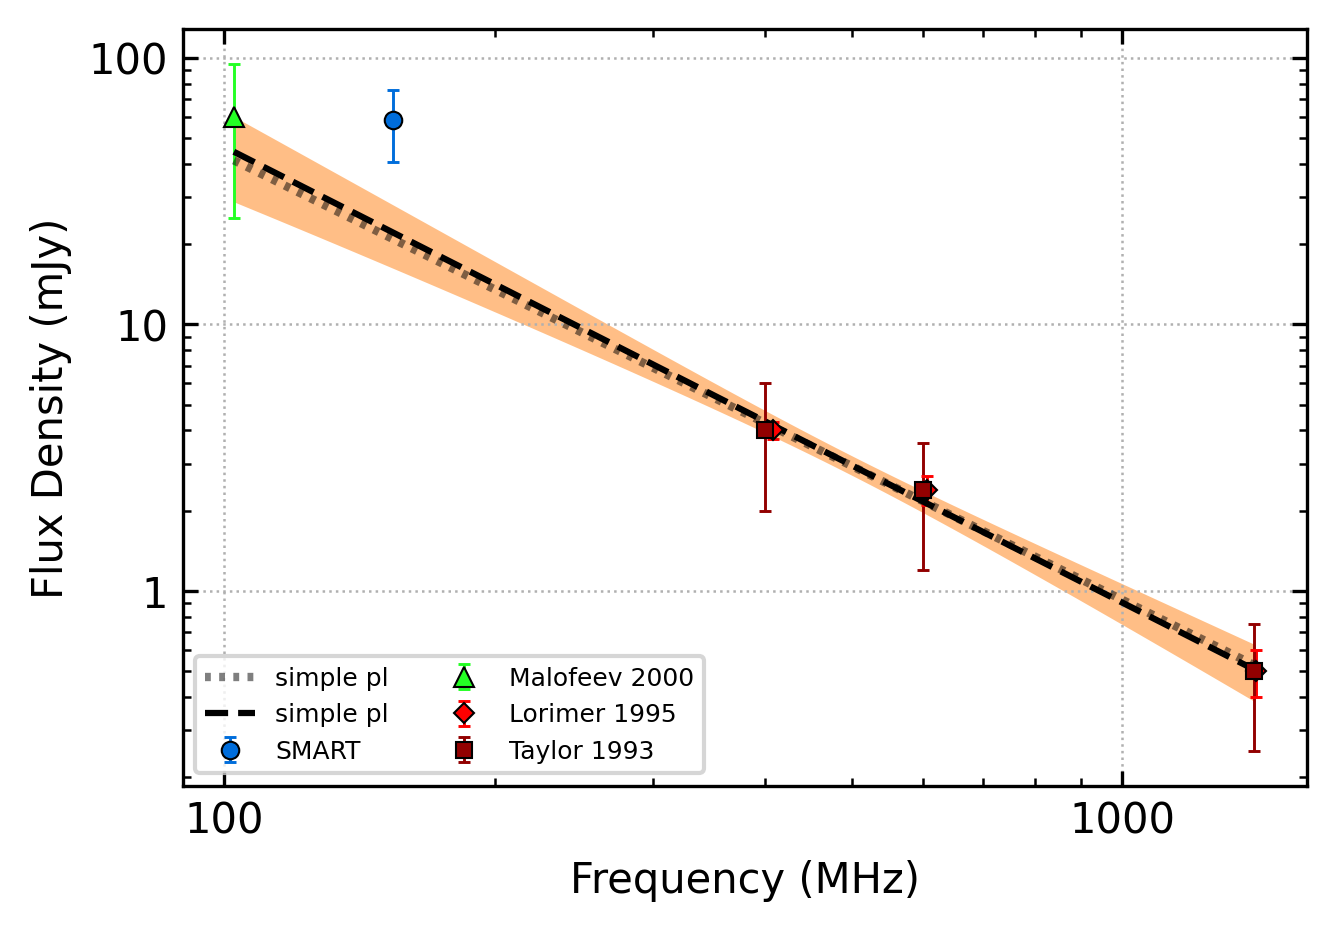 100
10
1
Flux Density (mJy)
simple pl
simple pl
SMART
Malofeev 2000
Lorimer 1995
Taylor 1993
100
1000
Frequency (MHz)